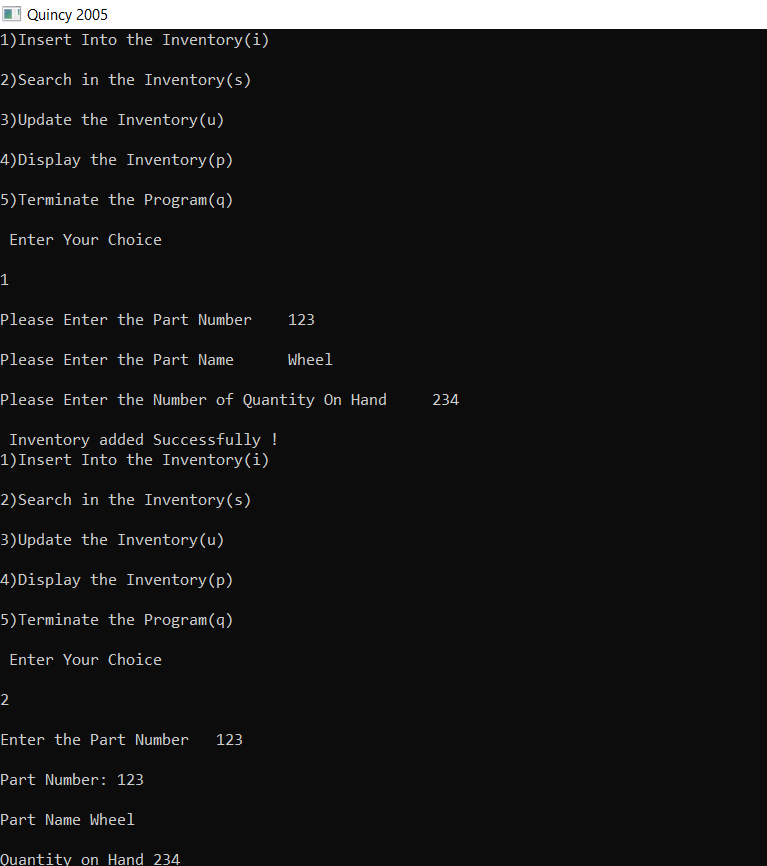 Quincy 2005
1)Insert Into the Inventory(i)
2)Search in the Inventory(s)
3)Update the Inventory(u)
4)Display the Inventory(p)
5)Terminate the Program(q)
Enter Your Choice
1
Please Enter the Part Number    123
Please Enter the Part Name      Wheel
Please Enter the Number of Quantity On Hand     234
Inventory added Successfully !
1)Insert Into the Inventory(i)
2)Search in the Inventory(s)
3)Update the Inventory(u)
4)Display the Inventory(p)
5)Terminate the Program(q)
Enter Your Choice
2
Enter the Part Number   123
Part Number: 123
Part Name Wheel
Quantity on Hand 234